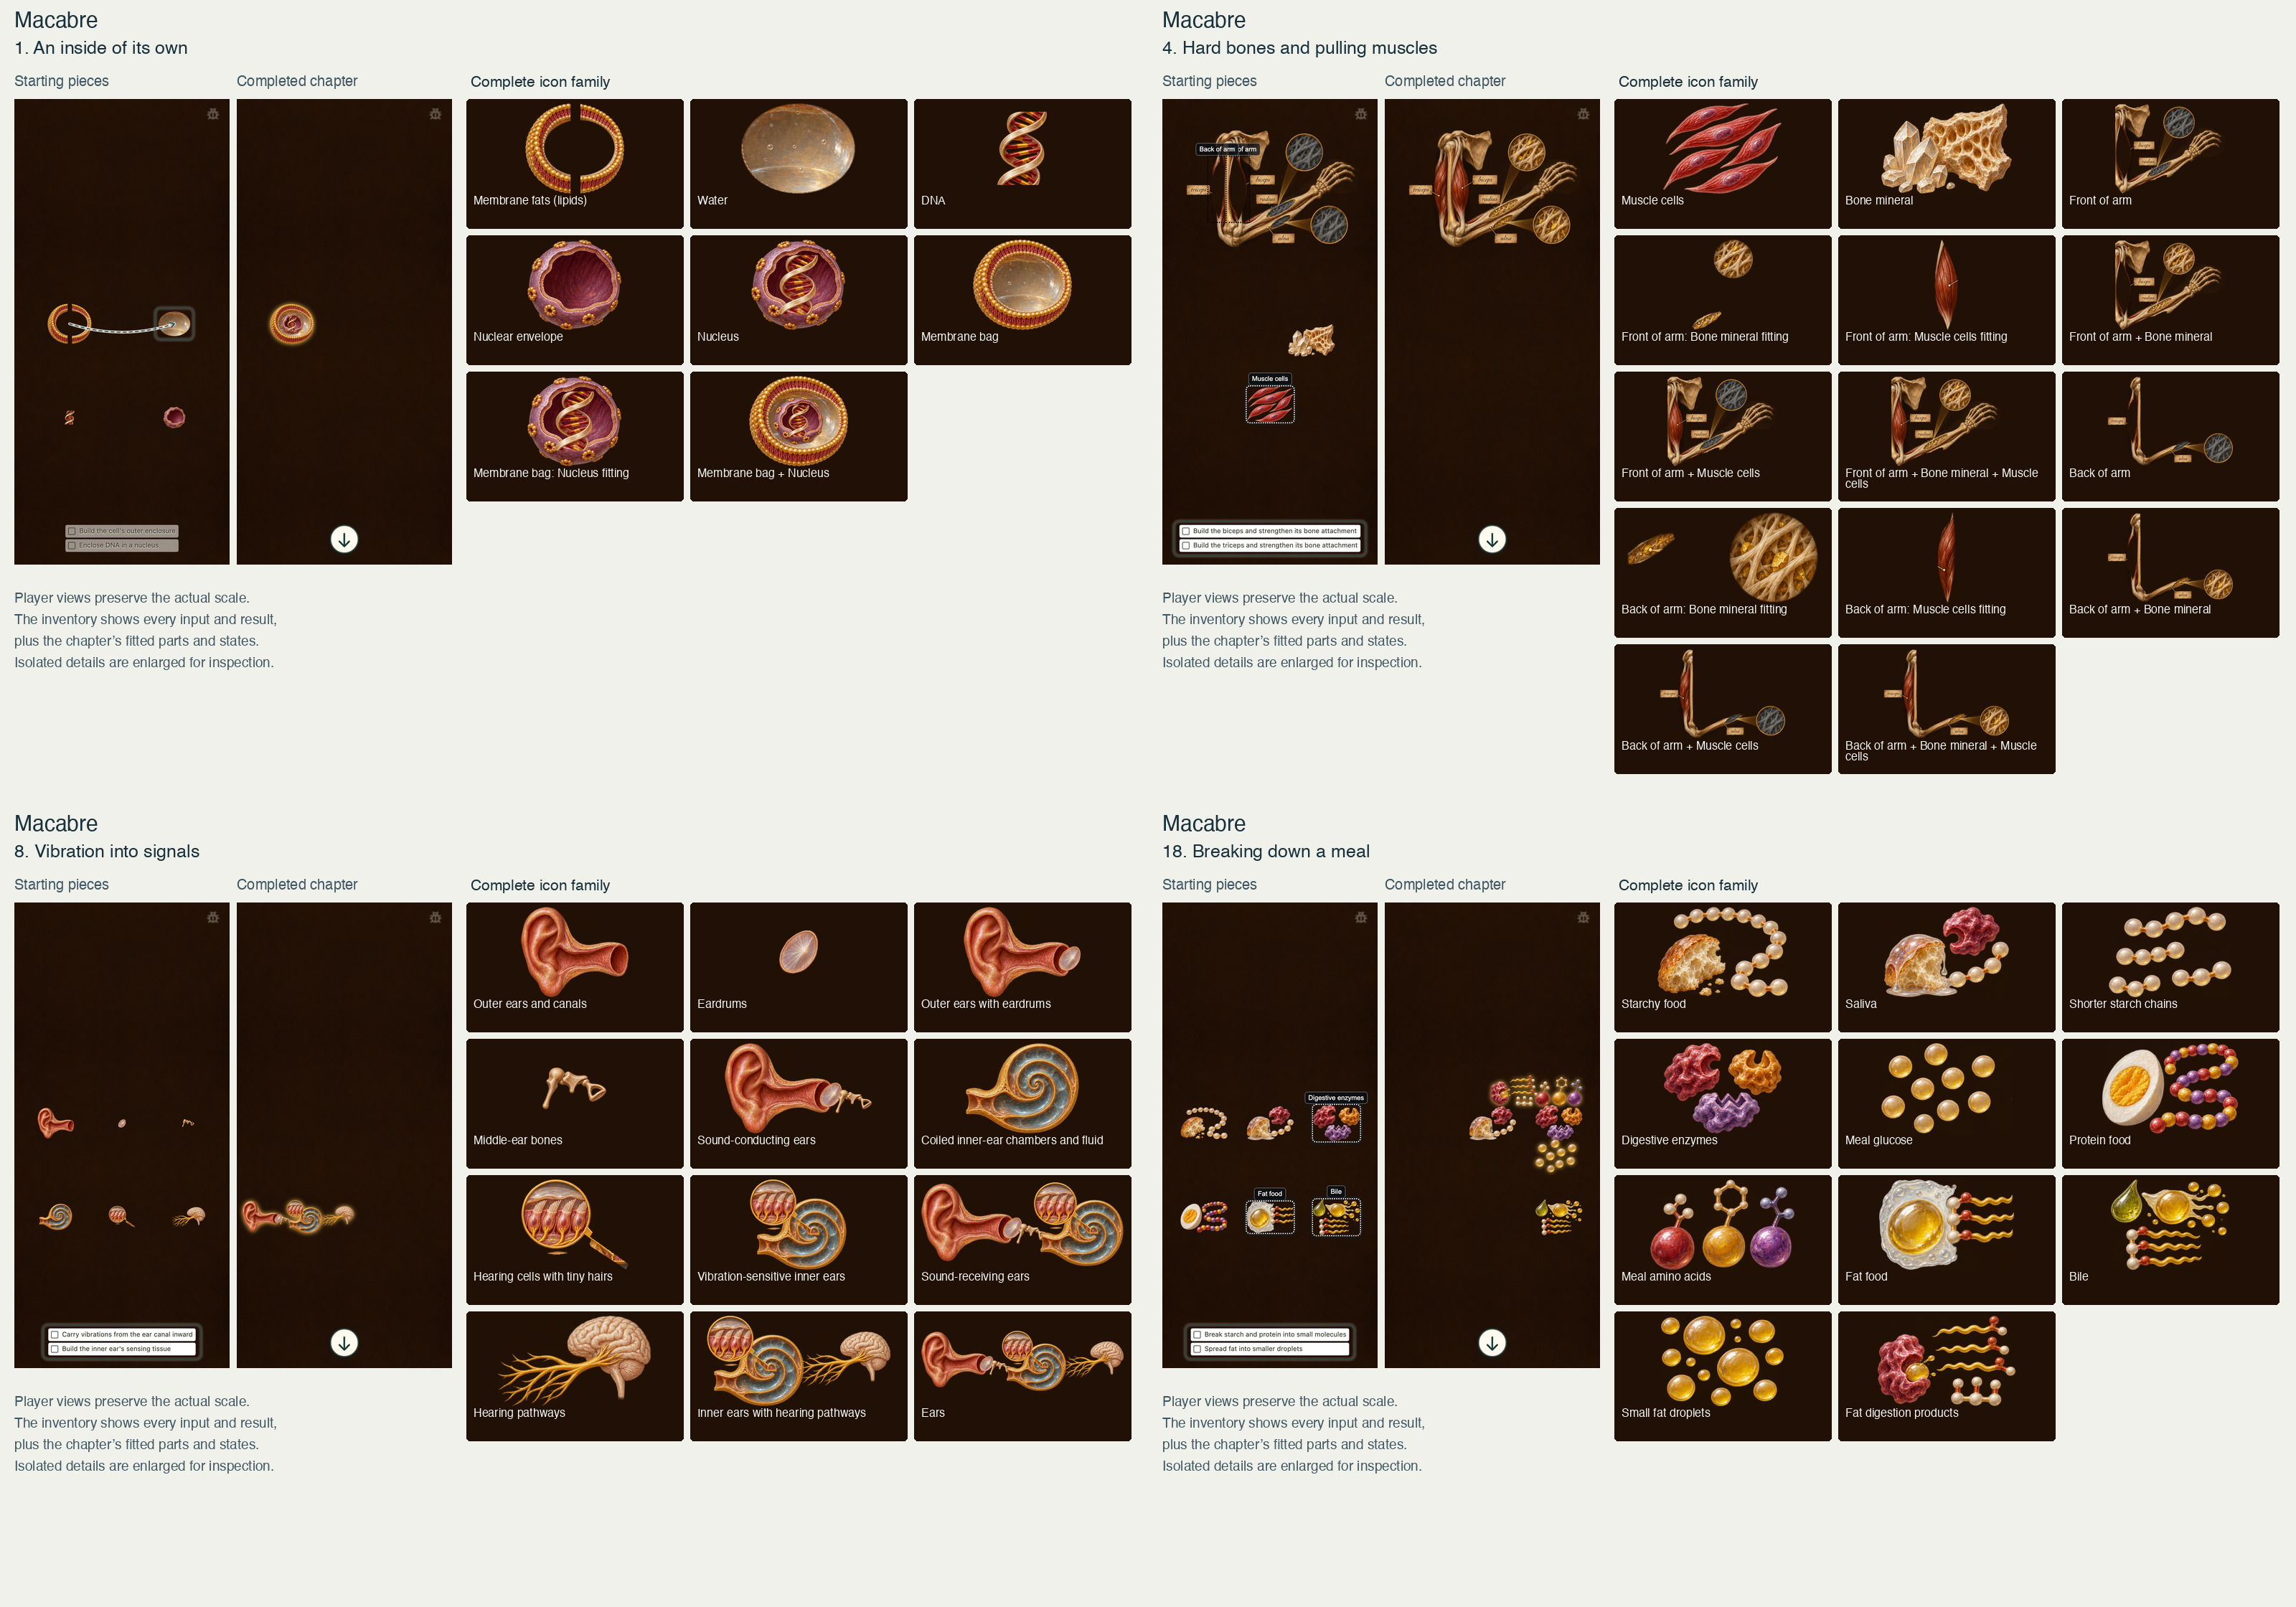 Macabre
1. An inside of its own
Starting pieces
Completed chapter
Complete icon family
Membrane fats (lipids)
Water
DNA
Nuclear envelope
Nucleus
Membrane bag
Membrane bag: Nucleus fitting
Membrane bag + Nucleus
Build the cell's outer enclosure
Enclose DNA in a nucleus
Player views preserve the actual scale.
The inventory shows every input and result,
plus the chapter's fitted parts and states.
Isolated details are enlarged for inspection.
Macabre
4. Hard bones and pulling muscles
Starting pieces
Completed chapter
Complete icon family
Back of arm
of arm
Muscle cells
Build the biceps and strengthen its bone attachment
Build the triceps and strengthen its bone attachment
Muscle cells
Bone mineral
Front of arm
Front of arm: Bone mineral fitting
Front of arm: Muscle cells fitting
Front of arm + Bone mineral
Front of arm + Muscle cells
Front of arm + Bone mineral + Muscle
cells
Back of arm
Back of arm: Bone mineral fitting
Back of arm: Muscle cells fitting
Back of arm + Bone mineral
Back of arm + Muscle cells
Back of arm + Bone mineral + Muscle
cells
Player views preserve the actual scale.
The inventory shows every input and result,
plus the chapter's fitted parts and states.
Isolated details are enlarged for inspection.
Macabre
8. Vibration into signals
Starting pieces
Completed chapter
Complete icon family
Outer ears and canals
Eardrums
Outer ears with eardrums
Middle-ear bones
Sound-conducting ears
Coiled inner-ear chambers and fluid
Hearing cells with tiny hairs
Vibration-sensitive inner ears
Sound-receiving ears
Hearing pathways
Inner ears with hearing pathways
Ears
Carry vibrations from the ear canal inward
Build the inner ear's sensing tissue
Player views preserve the actual scale.
The inventory shows every input and result,
plus the chapter's fitted parts and states.
Isolated details are enlarged for inspection.
Macabre
18. Breaking down a meal
Starting pieces
Completed chapter
Complete icon family
Digestive enzymes
Fat food
Bile
Break starch and protein into small molecules
Spread fat into smaller droplets
Starchy food
Saliva
Shorter starch chains
Digestive enzymes
Meal glucose
Protein food
Meal amino acids
Fat food
Bile
Small fat droplets
Fat digestion products
Player views preserve the actual scale.
The inventory shows every input and result,
plus the chapter's fitted parts and states.
Isolated details are enlarged for inspection.